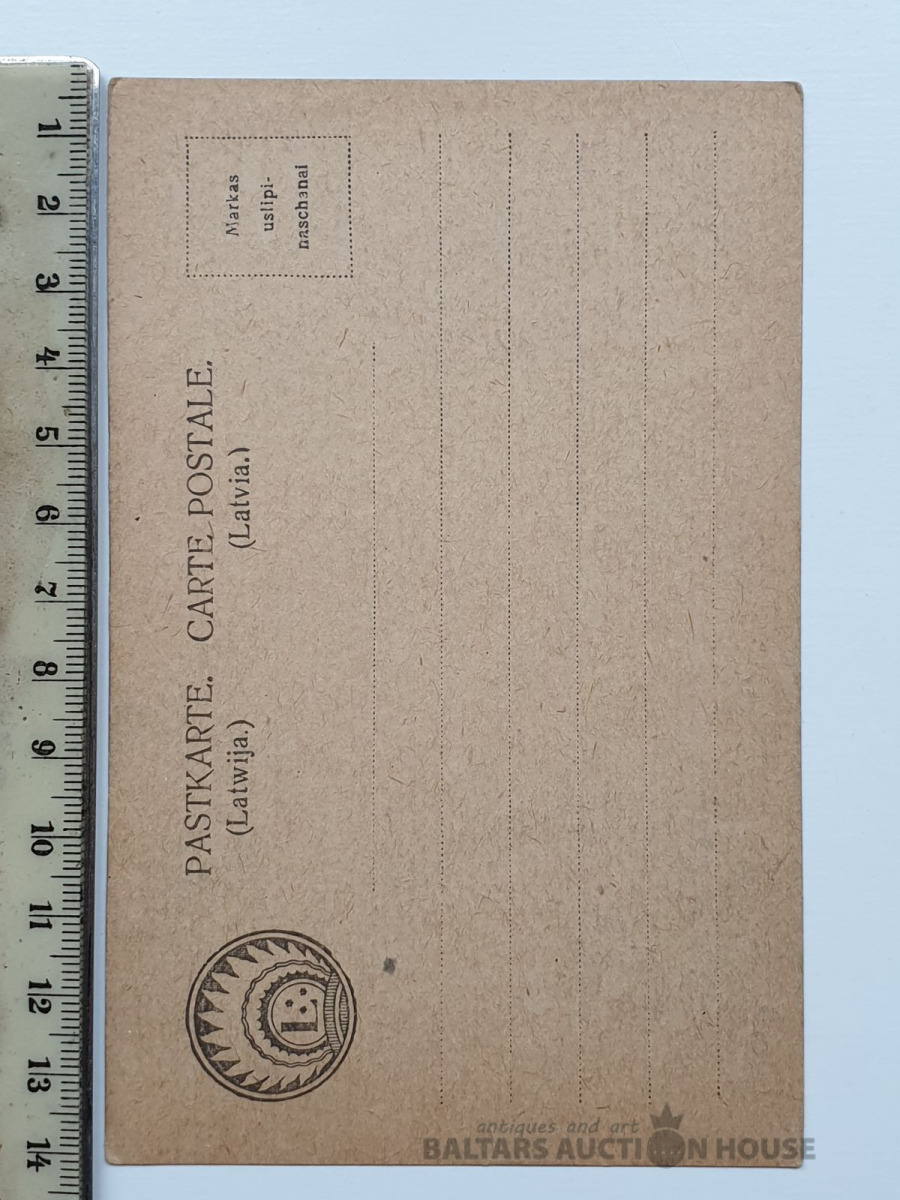 PASTKARTE. CARTE POSTALE.
(Latwija.) (Latvia.)
Markas
uslipi-
naschanai
L
1
2
3
4
5
6
7
8
9
10
11
12
13
14
antiques and art
BALTARS AUCTION HOUSE